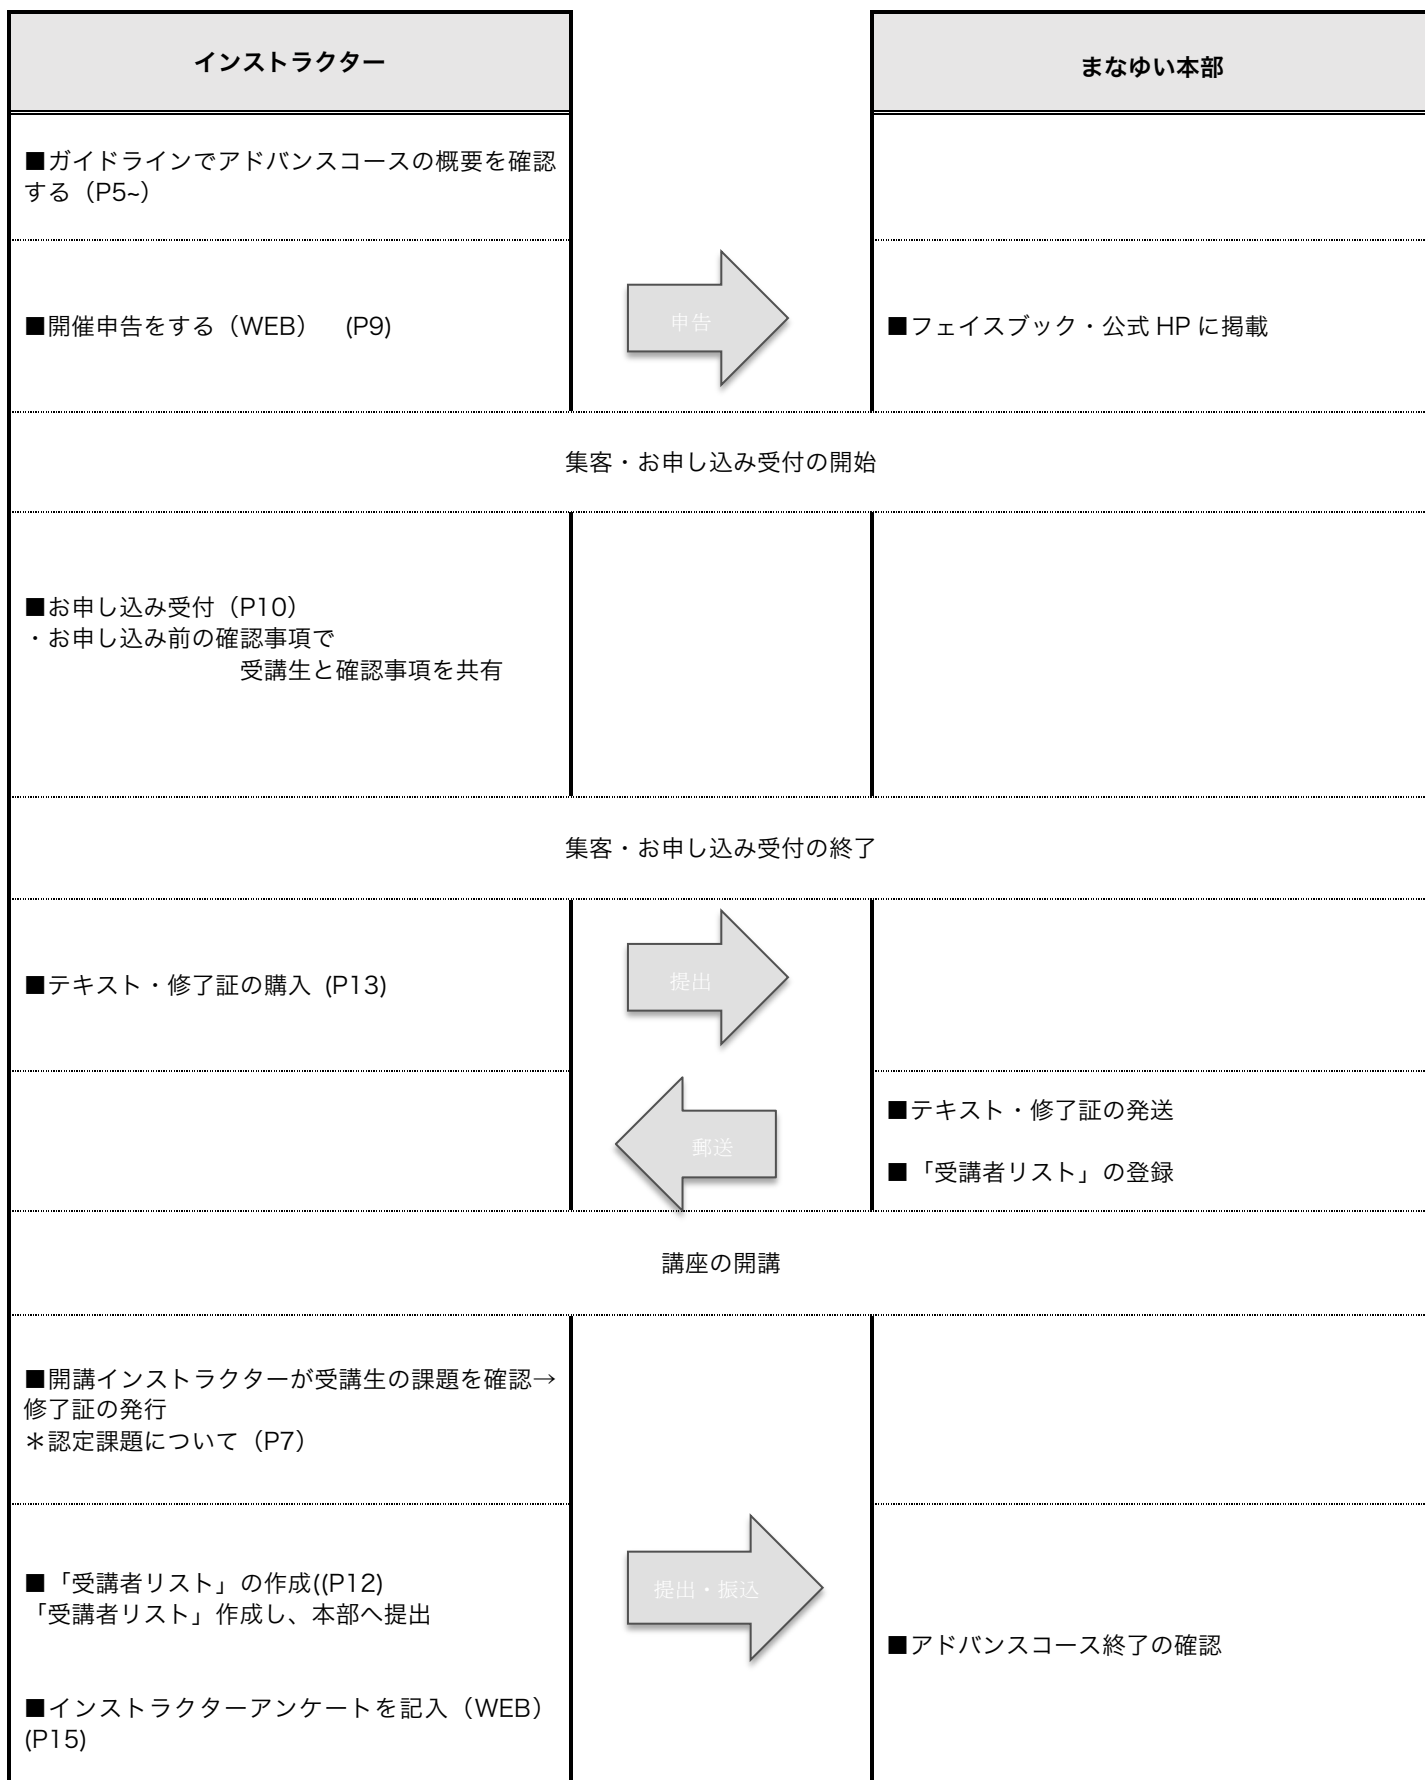 インストラクター
まなゆい本部
■ガイドラインでアドバンスコースの概要を確認
する（P5~）
■開催申告をする（WEB）　(P9)
申告
■フェイスブック・公式 HP に掲載
集客・お申し込み受付の開始
■お申し込み受付（P10）
・お申し込み前の確認事項で
受講生と確認事項を共有
集客・お申し込み受付の終了
■テキスト・修了証の購入 (P13)
提出
郵送
■テキスト・修了証の発送
■「受講者リスト」の登録
講座の開講
■開講インストラクターが受講生の課題を確認→
修了証の発行
＊認定課題について（P7）
■「受講者リスト」の作成((P12)
「受講者リスト」作成し、本部へ提出
提出・振込
■アドバンスコース終了の確認
■インストラクターアンケートを記入（WEB）
(P15)